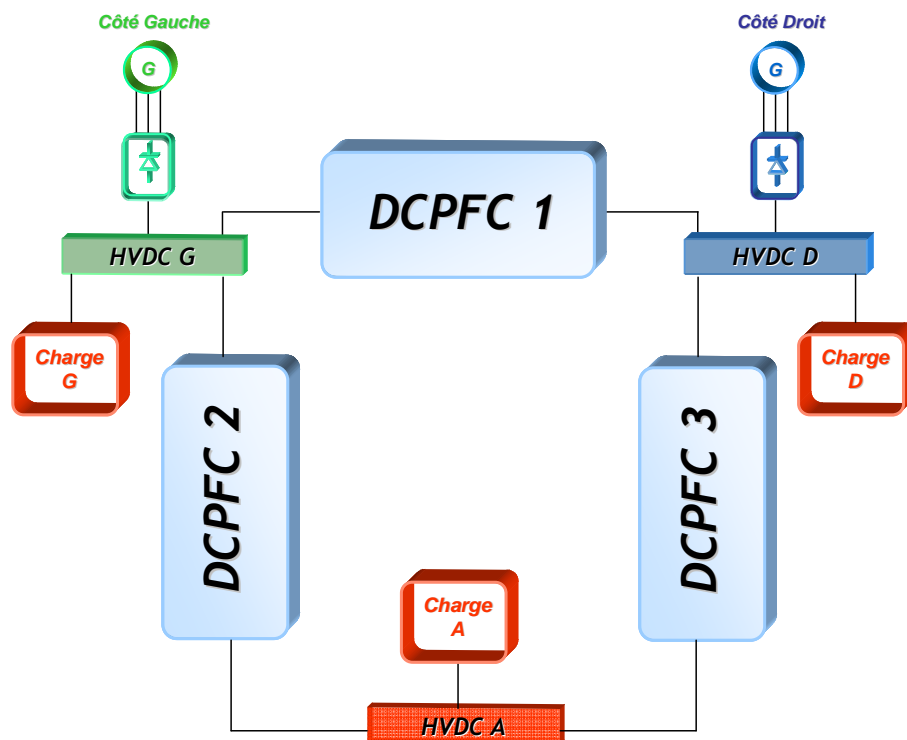 Côté Gauche
Côté Droit
G
G
DCPFC 1
HVDC G
HVDC D
Charge
G
Charge
D
DCPFC 2
DCPFC 3
Charge
A
HVDC A